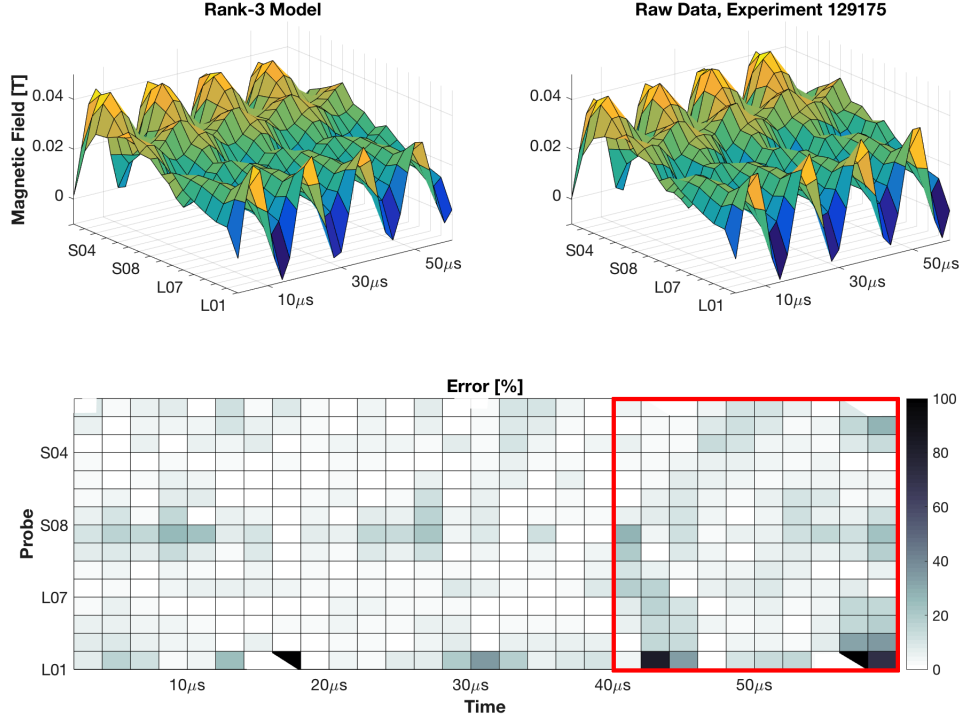 Rank-3 Model
Raw Data, Experiment 129175
Magnetic Field [T]
0.04
0.02
0
S04
S08
L07
L01
10μs
30μs
50μs
0.04
0.02
0
S04
S08
L07
L01
10μs
30μs
50μs
Error [%]
Probe
S04
S08
L07
L01
10μs
20μs
30μs
40μs
50μs
Time
100
80
60
40
20
0